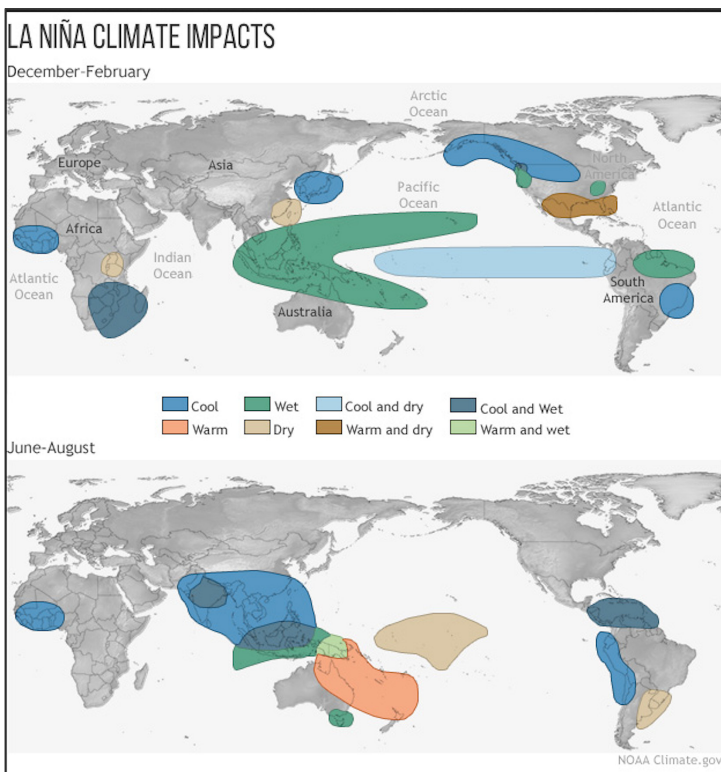 LA NIÑA CLIMATE IMPACTS
December-February
Arctic
Ocean
Europe
Asia
North
America
Pacific
Ocean
Atlantic
Ocean
Africa
Indian
Ocean
Atlantic
Ocean
South
America
Australia
Cool
Wet
Cool and dry
Cool and Wet
Warm
Dry
Warm and dry
Warm and wet
June-August
NOAA Climate.gov